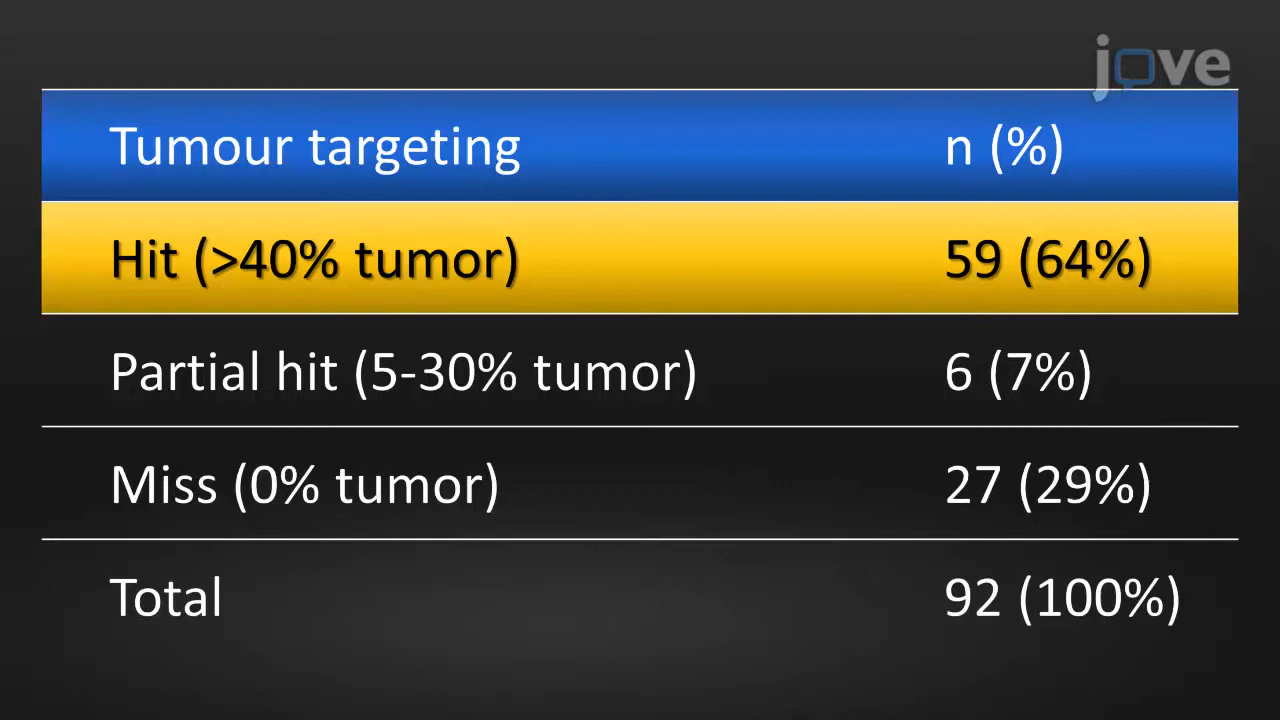 jove
Tumour targeting n (%)
Hit (>40% tumor) 59 (64%)
Partial hit (5-30% tumor) 6 (7%)
Miss (0% tumor) 27 (29%)
Total 92 (100%)